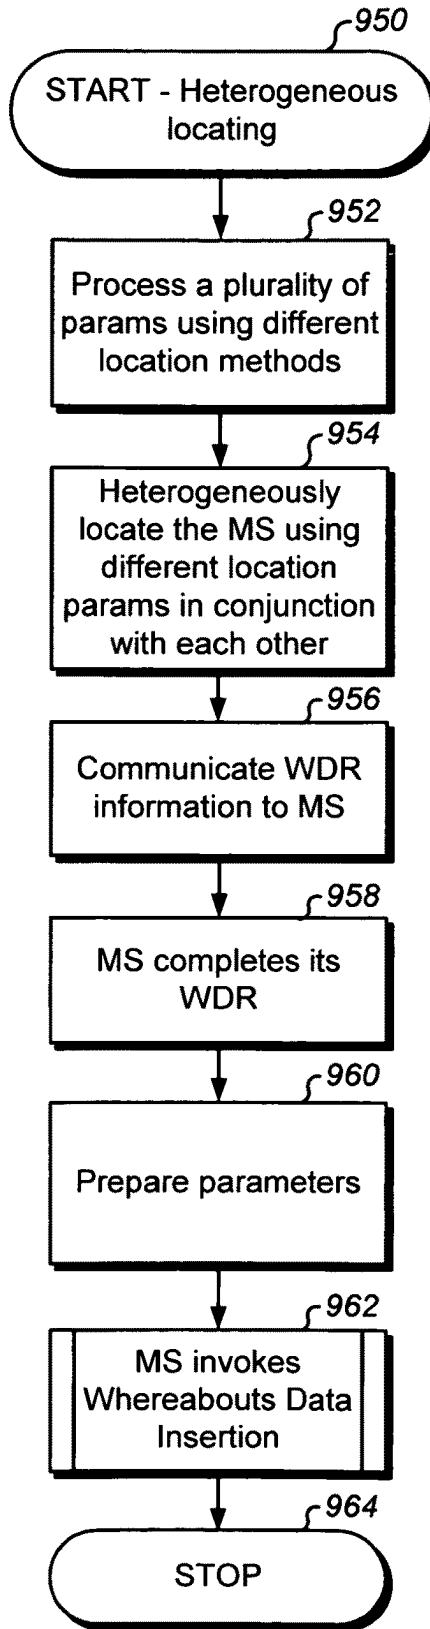 950
START - Heterogeneous
locating
952
Process a plurality of
params using different
location methods
954
Heterogeneously
locate the MS using
different location
params in conjunction
with each other
956
Communicate WDR
information to MS
958
MS completes its
WDR
960
Prepare parameters
962
MS invokes
Whereabouts Data
Insertion
964
STOP